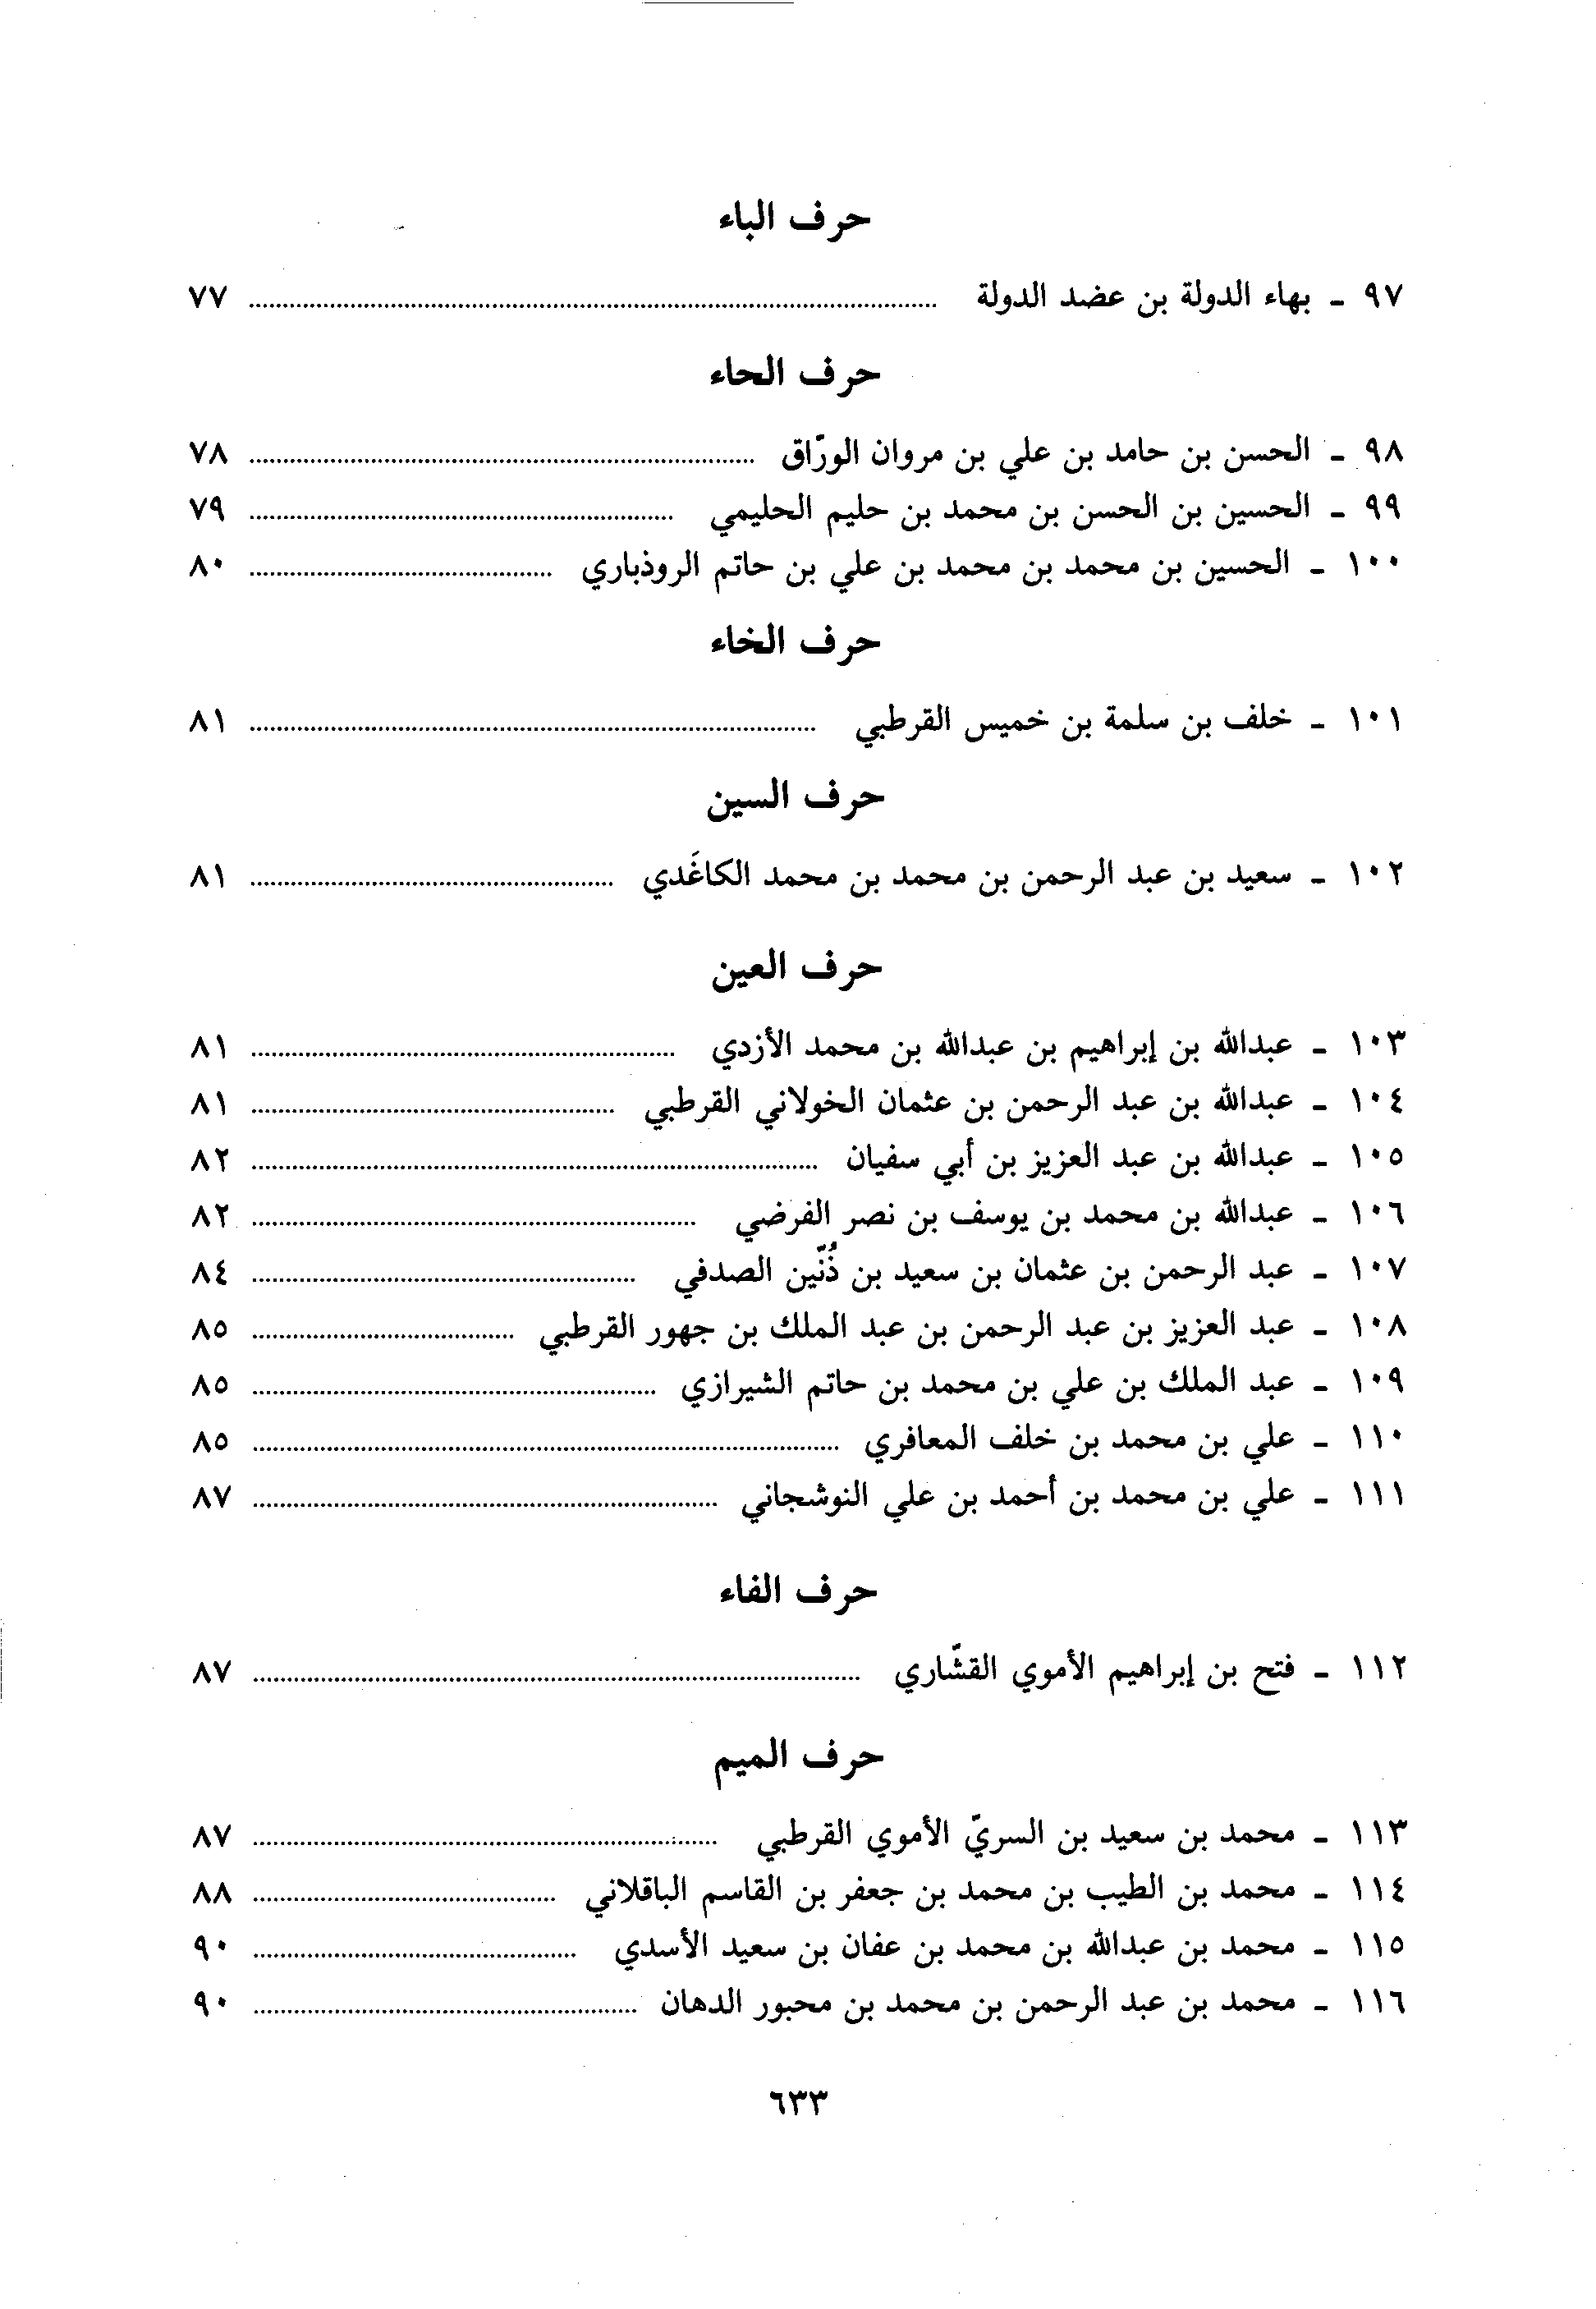 حرف الباء
٩٧ - بهاء الدولة بن عضد الدولة ........ ٧٧
حرف الحاء
٩٨ - الحسن بن حامد بن علي بن مروان الورّاق ........ ٧٨
٩٩ - الحسين بن الحسن بن محمد بن حليم الحليمي ........ ٧٩
١٠٠ - الحسين بن محمد بن محمد بن علي بن حاتم الروذباري ........ ٨٠
حرف الخاء
١٠١ - خلف بن سلمة بن خميس القرطبي ........ ٨١
حرف السين
١٠٢ - سعيد بن عبد الرحمن بن محمد بن محمد الكاغَدي ........ ٨١
حرف العين
١٠٣ - عبدالله بن إبراهيم بن عبدالله بن محمد الأزدي ........ ٨١
١٠٤ - عبدالله بن عبد الرحمن بن عثمان الخولاني القرطبي ........ ٨١
١٠٥ - عبدالله بن عبد العزيز بن أبي سفيان ........ ٨٢
١٠٦ - عبدالله بن محمد بن يوسف بن نصر الفرضي ........ ٨٢
١٠٧ - عبد الرحمن بن عثمان بن سعيد بن ذُنّين الصدفي ........ ٨٤
١٠٨ - عبد العزيز بن عبد الرحمن بن عبد الملك بن جهور القرطبي ........ ٨٥
١٠٩ - عبد الملك بن علي بن محمد بن حاتم الشيرازي ........ ٨٥
١١٠ - علي بن محمد بن خلف المعافري ........ ٨٥
١١١ - علي بن محمد بن أحمد بن علي النوشجاني ........ ٨٧
حرف الفاء
١١٢ - فتح بن إبراهيم الأموي القشّاري ........ ٨٧
حرف الميم
١١٣ - محمد بن سعيد بن السريّ الأموي القرطبي ........ ٨٧
١١٤ - محمد بن الطيب بن محمد بن جعفر بن القاسم الباقلاني ........ ٨٨
١١٥ - محمد بن عبدالله بن محمد بن عفان بن سعيد الأسدي ........ ٩٠
١١٦ - محمد بن عبد الرحمن بن محمد بن محبور الدهان ........ ٩٠
٦٣٣